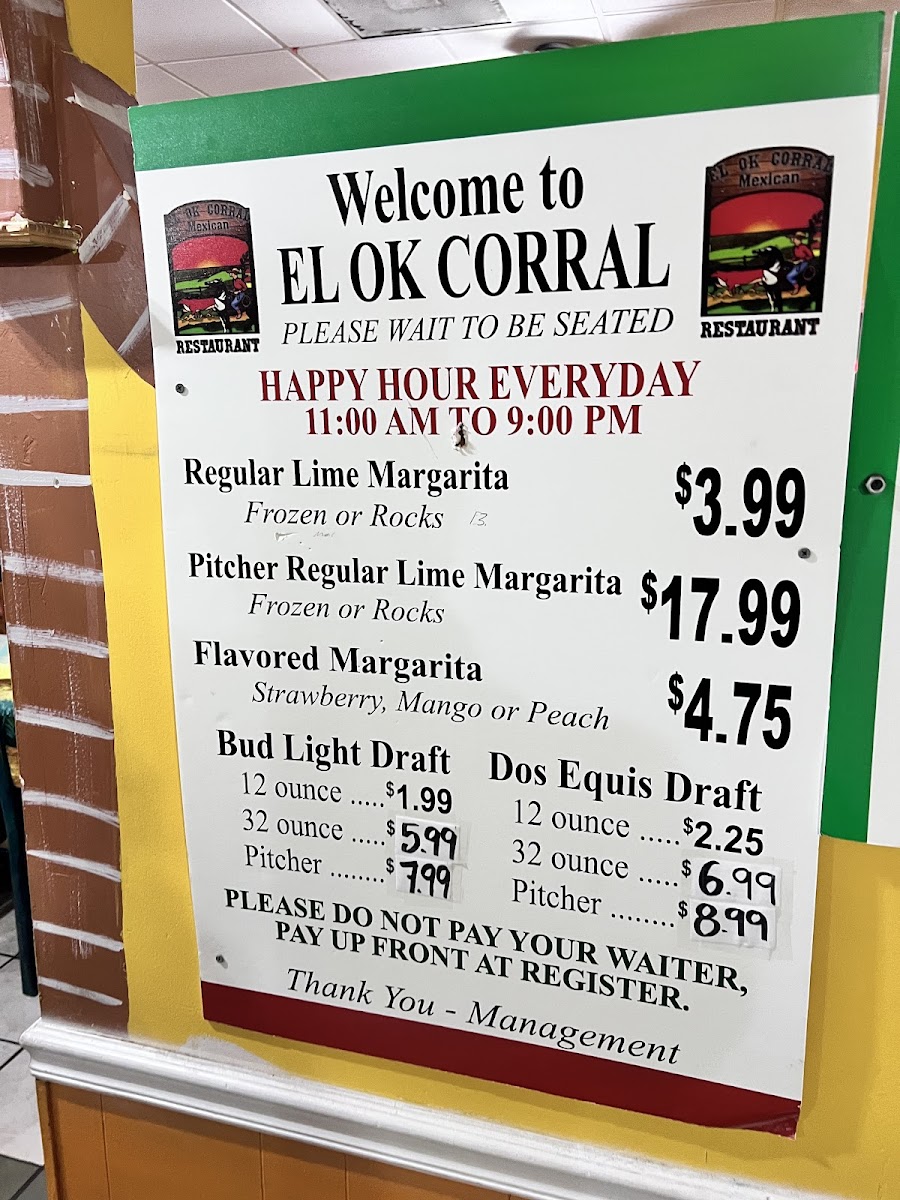 EL OK CORRAL
Mexican
RESTAURANT
Welcome to
EL OK CORRAL
PLEASE WAIT TO BE SEATED
EL OK CORRAL
Mexican
RESTAURANT
HAPPY HOUR EVERYDAY
11:00 AM TO 9:00 PM
Regular Lime Margarita $3.99
Frozen or Rocks
Pitcher Regular Lime Margarita $17.99
Frozen or Rocks
Flavored Margarita $4.75
Strawberry, Mango or Peach
Bud Light Draft
12 ounce .....$1.99
32 ounce .....$5.99
Pitcher ........$7.99
Dos Equis Draft
12 ounce .....$2.25
32 ounce .....$6.99
Pitcher ........$8.99
PLEASE DO NOT PAY YOUR WAITER,
PAY UP FRONT AT REGISTER.
Thank You - Management